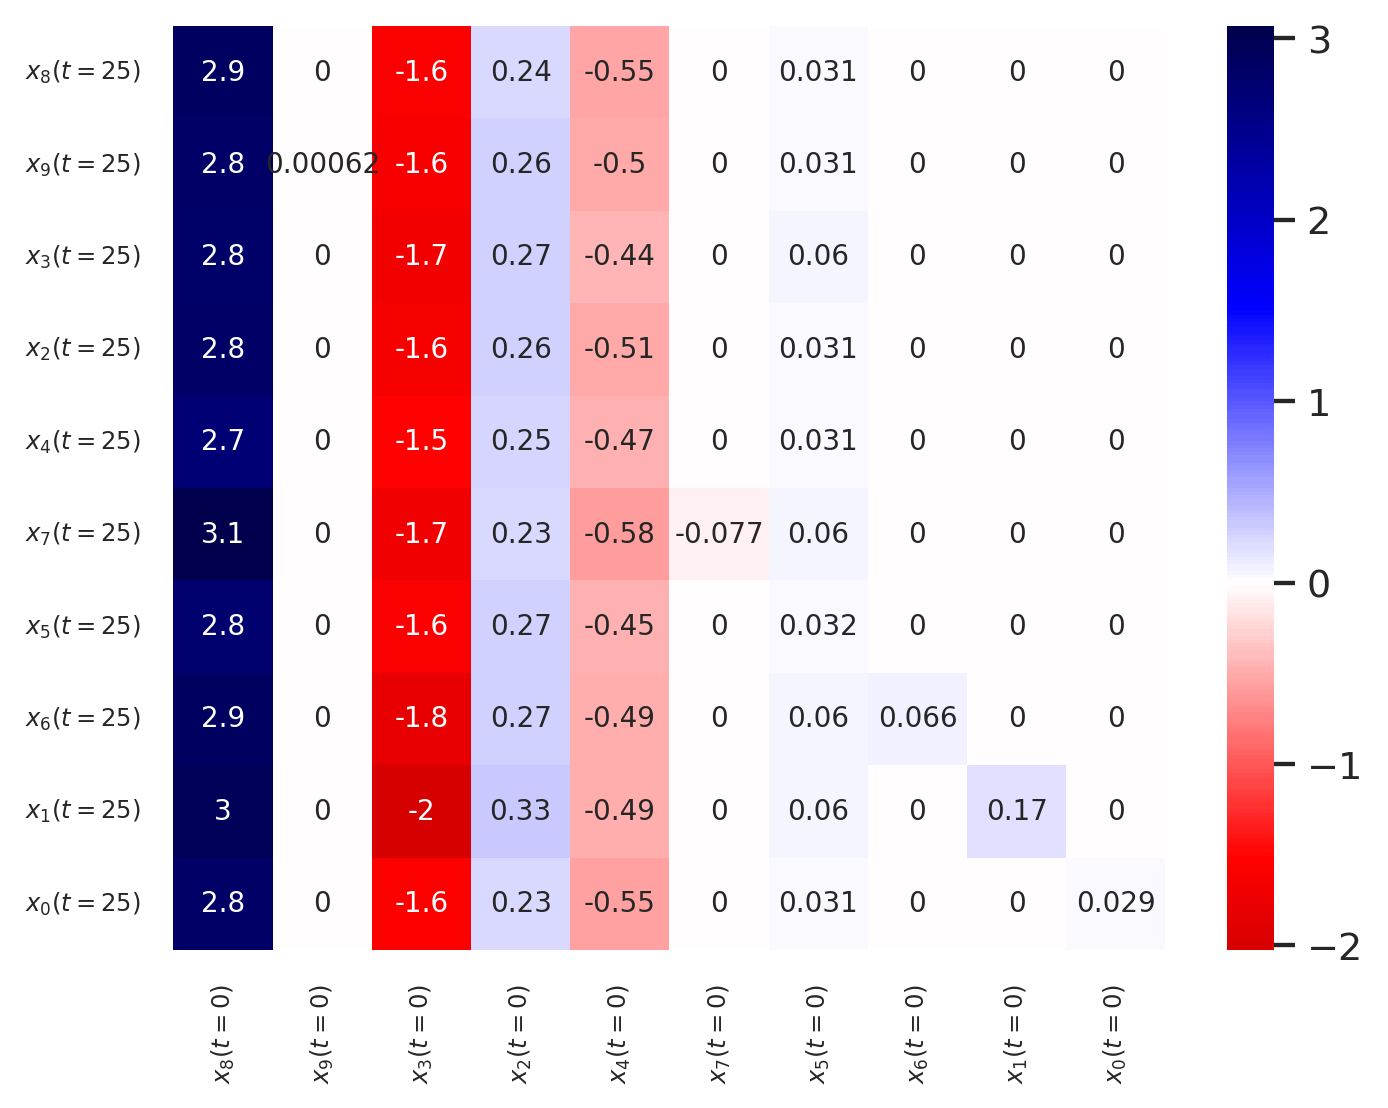 x₈(t = 25) 2.9 0 -1.6 0.24 -0.55 0 0.031 0 0 0
x₉(t = 25) 2.8 0.00062 -1.6 0.26 -0.5 0 0.031 0 0 0
x₃(t = 25) 2.8 0 -1.7 0.27 -0.44 0 0.06 0 0 0
x₂(t = 25) 2.8 0 -1.6 0.26 -0.51 0 0.031 0 0 0
x₄(t = 25) 2.7 0 -1.5 0.25 -0.47 0 0.031 0 0 0
x₇(t = 25) 3.1 0 -1.7 0.23 -0.58 -0.077 0.06 0 0 0
x₅(t = 25) 2.8 0 -1.6 0.27 -0.45 0 0.032 0 0 0
x₆(t = 25) 2.9 0 -1.8 0.27 -0.49 0 0.06 0.066 0 0
x₁(t = 25) 3 0 -2 0.33 -0.49 0 0.06 0 0.17 0
x₀(t = 25) 2.8 0 -1.6 0.23 -0.55 0 0.031 0 0 0.029
x₈(t = 0)
x₉(t = 0)
x₃(t = 0)
x₂(t = 0)
x₄(t = 0)
x₇(t = 0)
x₅(t = 0)
x₆(t = 0)
x₁(t = 0)
x₀(t = 0)
3
2
1
0
−1
−2